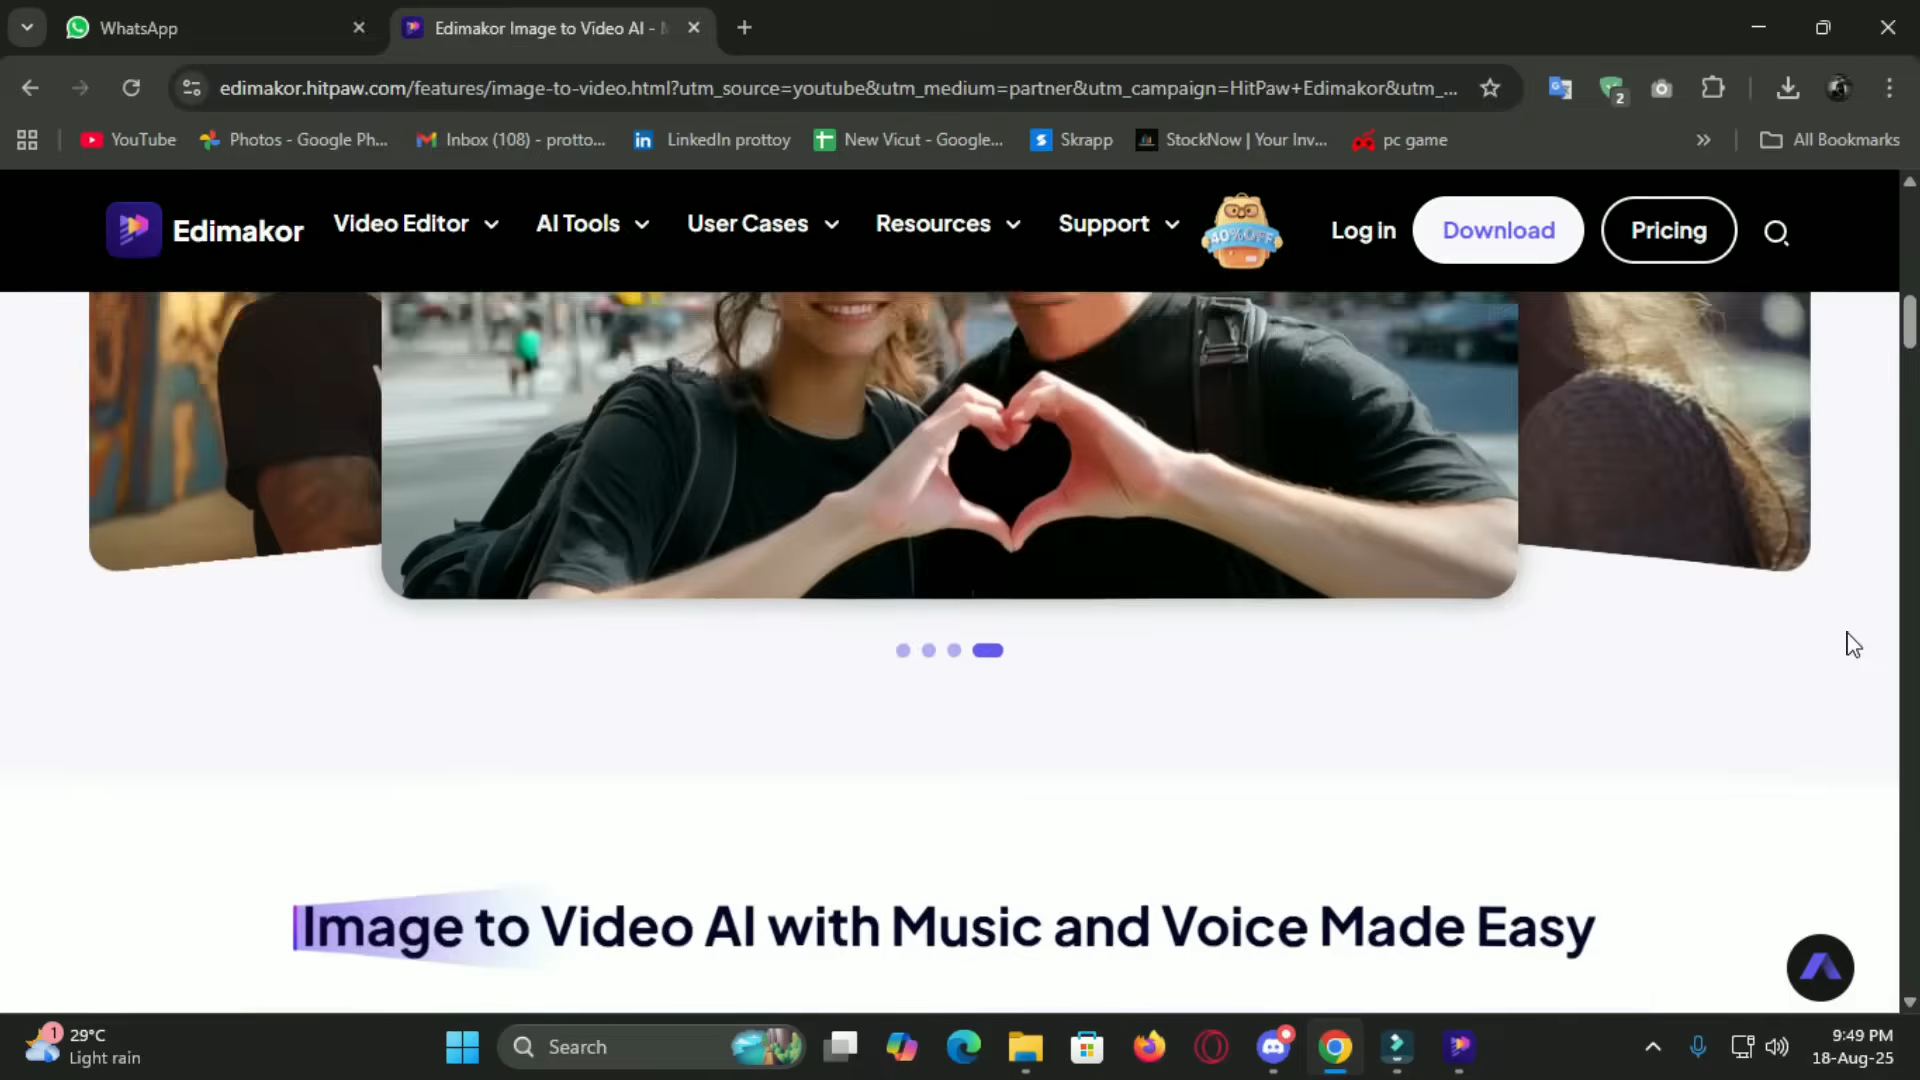 WhatsApp
Edimakor Image to Video AI -
edimakor.hitpaw.com/features/image-to-video.html?utm_source=youtube&utm_medium=partner&utm_campaign=HitPaw+Edimakor&utm_...
2
YouTube
Photos - Google Ph...
Inbox (108) - protto...
LinkedIn prottoy
New Vicut - Google...
Skrapp
StockNow | Your Inv...
pc game
All Bookmarks
Edimakor
Video Editor
AI Tools
User Cases
Resources
Support
40%OFF
Log in
Download
Pricing
Image to Video AI with Music and Voice Made Easy
1
29°C
Light rain
Search
9:49 PM
18-Aug-25